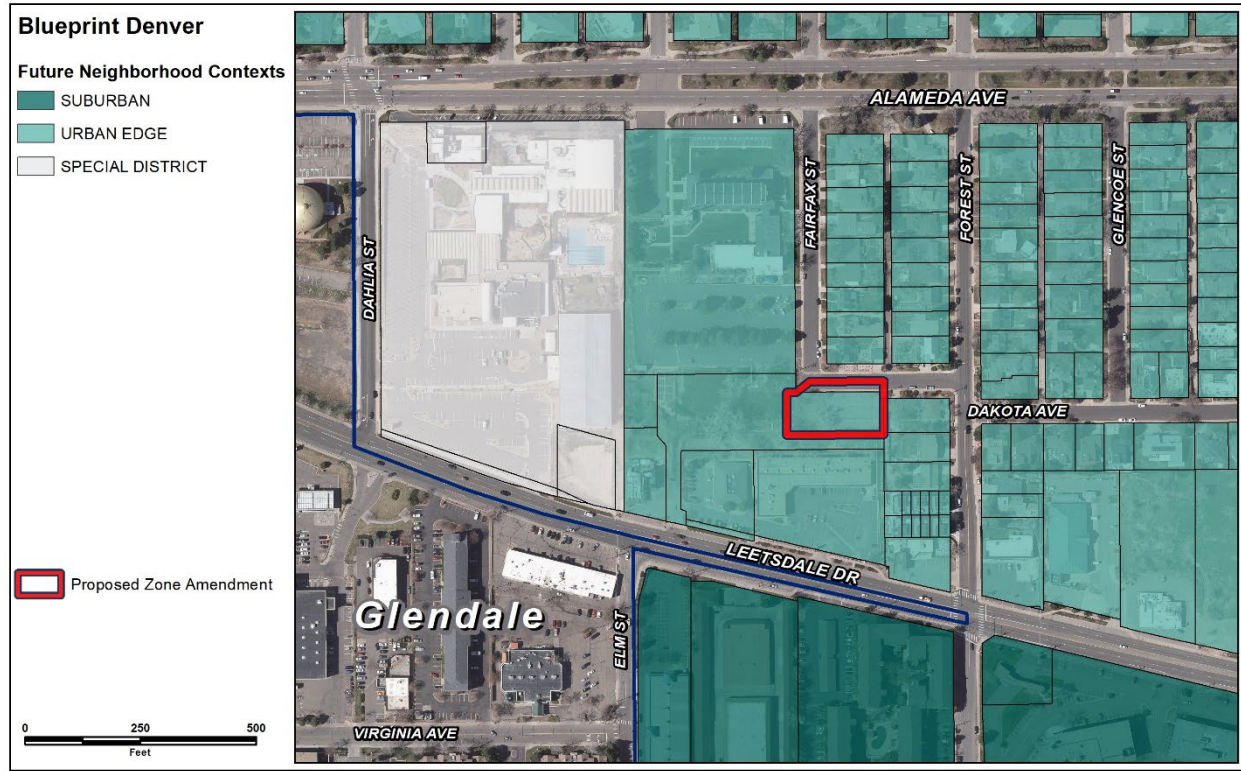 Blueprint Denver
Future Neighborhood Contexts
SUBURBAN
URBAN EDGE
SPECIAL DISTRICT
Proposed Zone Amendment
0 250 500
Feet
ALAMEDA AVE
DAHLIA ST
FAIRFAX ST
FOREST ST
GLENCOE ST
DAKOTA AVE
LEETSDALE DR
Glendale
ELM ST
VIRGINIA AVE